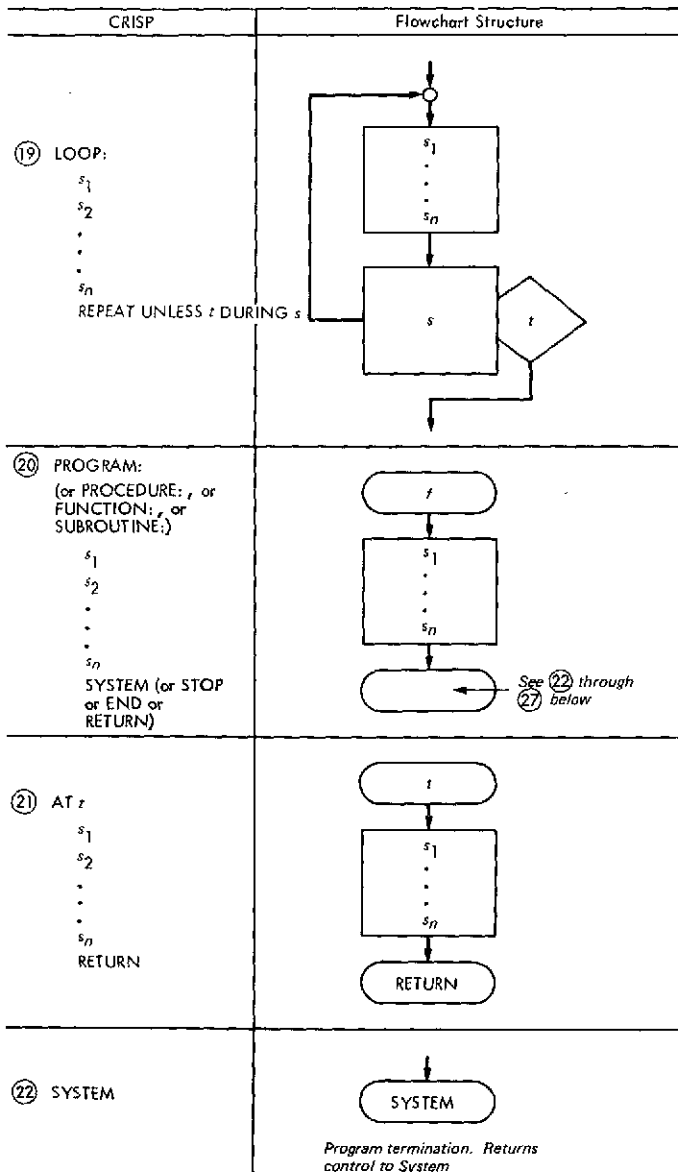 CRISP
Flowchart Structure
⑲ LOOP:
s1
s2
.
.
.
sn
REPEAT UNLESS t DURING s
s1
.
.
.
sn
s
t
⑳ PROGRAM:
(or PROCEDURE:, or
FUNCTION:, or
SUBROUTINE:)
s1
s2
.
.
.
sn
SYSTEM (or STOP
or END or
RETURN)
f
s1
.
.
.
sn
See ㉒ through
㉗ below
㉑ AT t
s1
s2
.
.
.
sn
RETURN
t
s1
.
.
.
sn
RETURN
㉒ SYSTEM
SYSTEM
Program termination. Returns
control to System